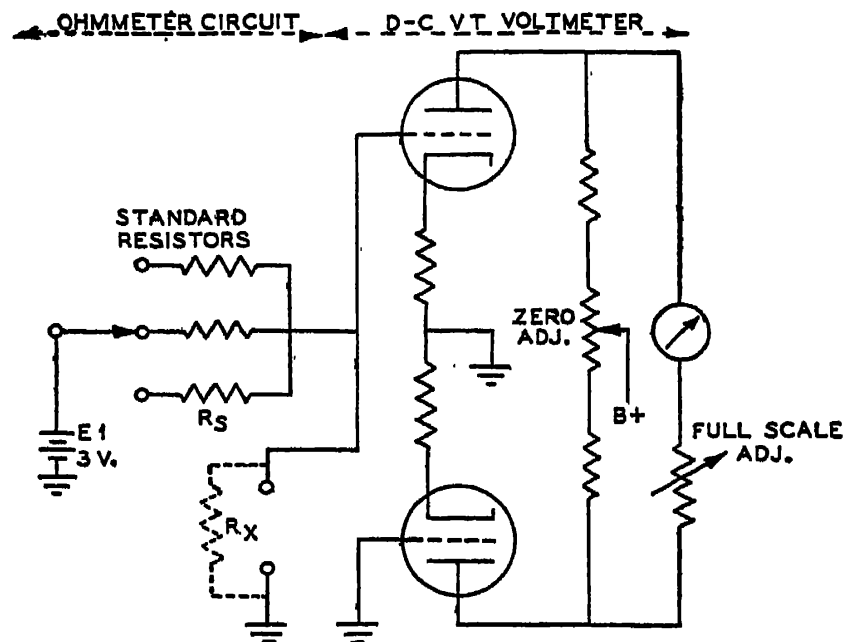 OHMMETER CIRCUIT
D-C VT VOLTMETER
STANDARD
RESISTORS
RS
E1
3 V.
RX
ZERO
ADJ.
B+
FULL SCALE
ADJ.